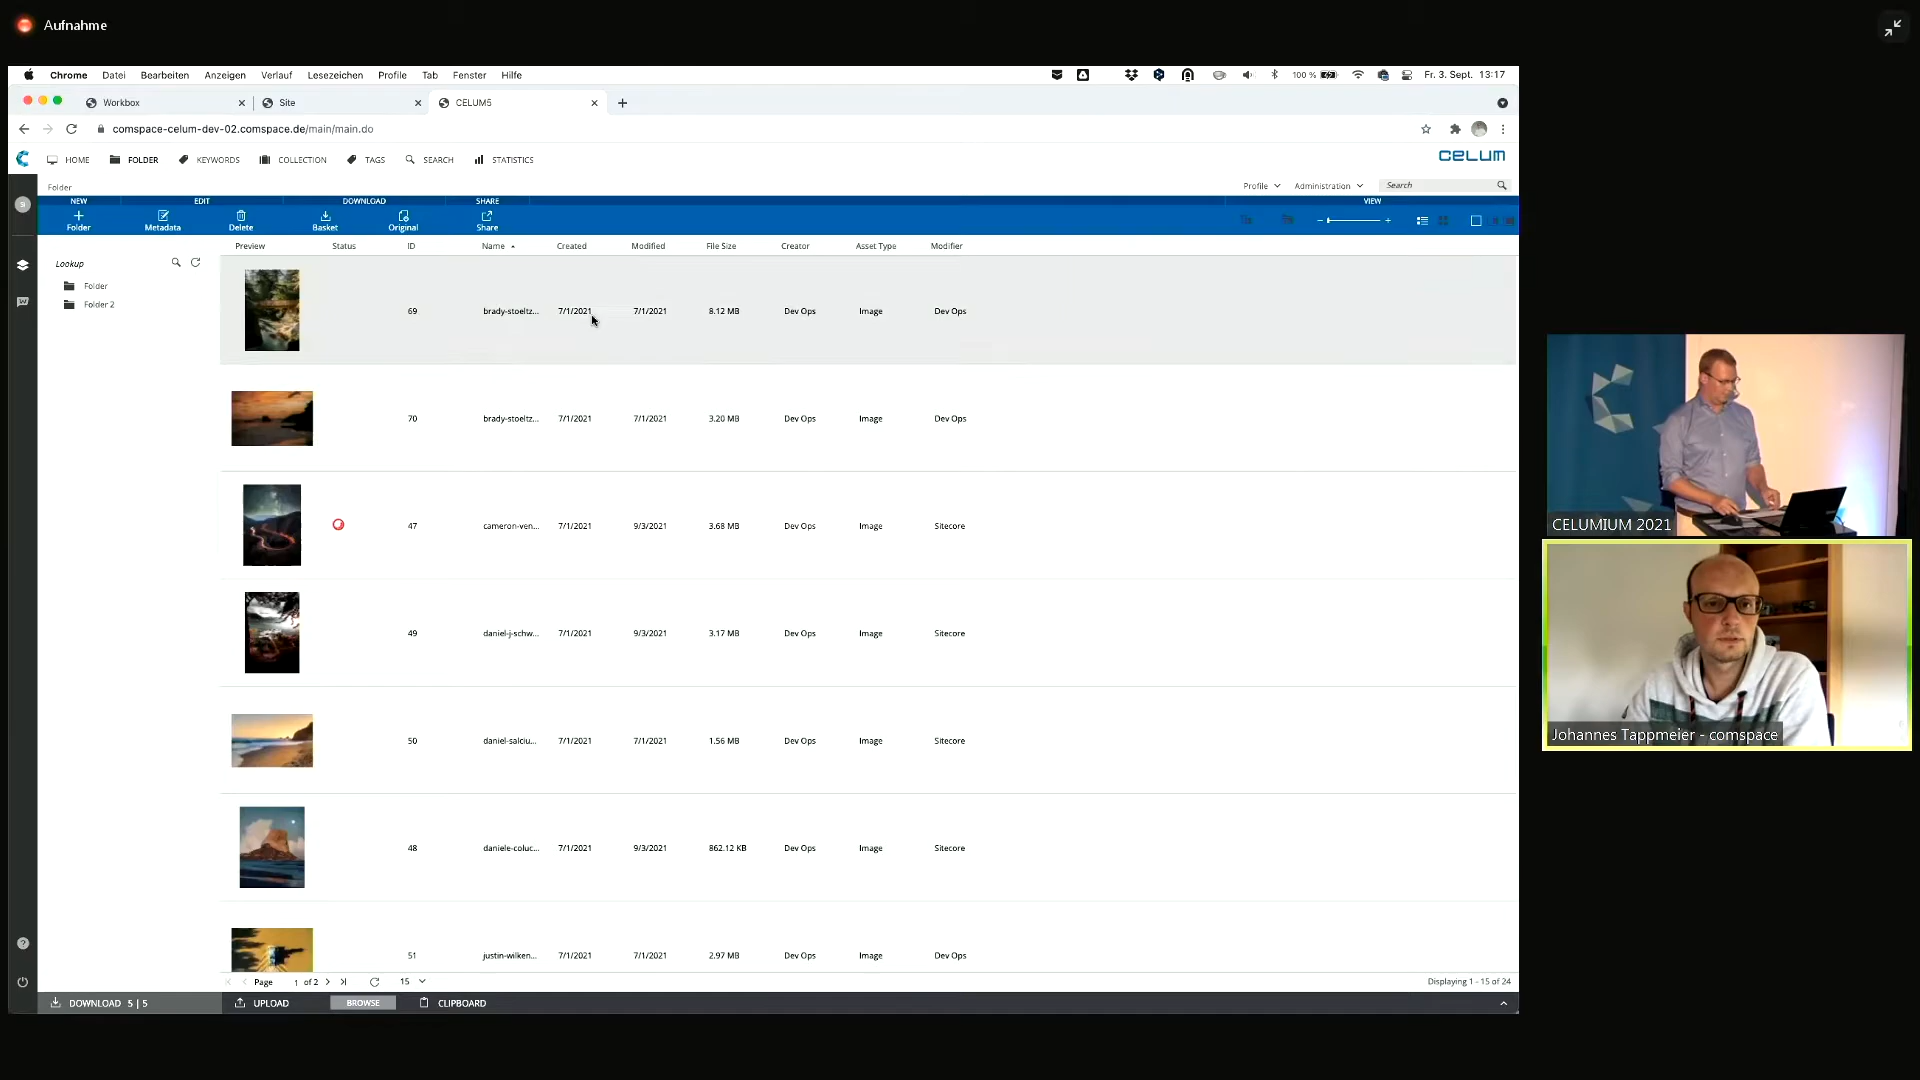 Aufnahme
Chrome Datei Bearbeiten Anzeigen Verlauf Lesezeichen Profile Tab Fenster Hilfe 100 % Fr. 3. Sept. 13:17
Workbox Site CELUM5
comspace-celum-dev-02.comspace.de/main/main.do
HOME FOLDER KEYWORDS COLLECTION TAGS SEARCH STATISTICS CELUM
Folder Profile Administration Search
NEW EDIT DOWNLOAD SHARE VIEW
Folder Metadata Delete Basket Original Share
Preview Status ID Name Created Modified File Size Creator Asset Type Modifier
Lookup
Folder
Folder 2
69 brady-stoeltz... 7/1/2021 7/1/2021 8.12 MB Dev Ops Image Dev Ops
70 brady-stoeltz... 7/1/2021 7/1/2021 3.20 MB Dev Ops Image Dev Ops
47 cameron-ven... 7/1/2021 9/3/2021 3.68 MB Dev Ops Image Sitecore
49 daniel-j-schw... 7/1/2021 9/3/2021 3.17 MB Dev Ops Image Sitecore
50 daniel-salciu... 7/1/2021 7/1/2021 1.56 MB Dev Ops Image Sitecore
48 daniele-coluc... 7/1/2021 9/3/2021 862.12 KB Dev Ops Image Sitecore
51 justin-wilken... 7/1/2021 7/1/2021 2.97 MB Dev Ops Image Dev Ops
Page 1 of 2 15 Displaying 1 - 15 of 24
DOWNLOAD 5 | 5 UPLOAD BROWSE CLIPBOARD
CELUMIUM 2021
Johannes Tappmeier - comspace